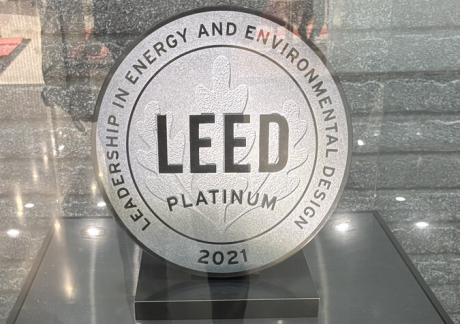 LEADERSHIP IN ENERGY AND ENVIRONMENTAL DESIGN
LEED
PLATINUM
2021